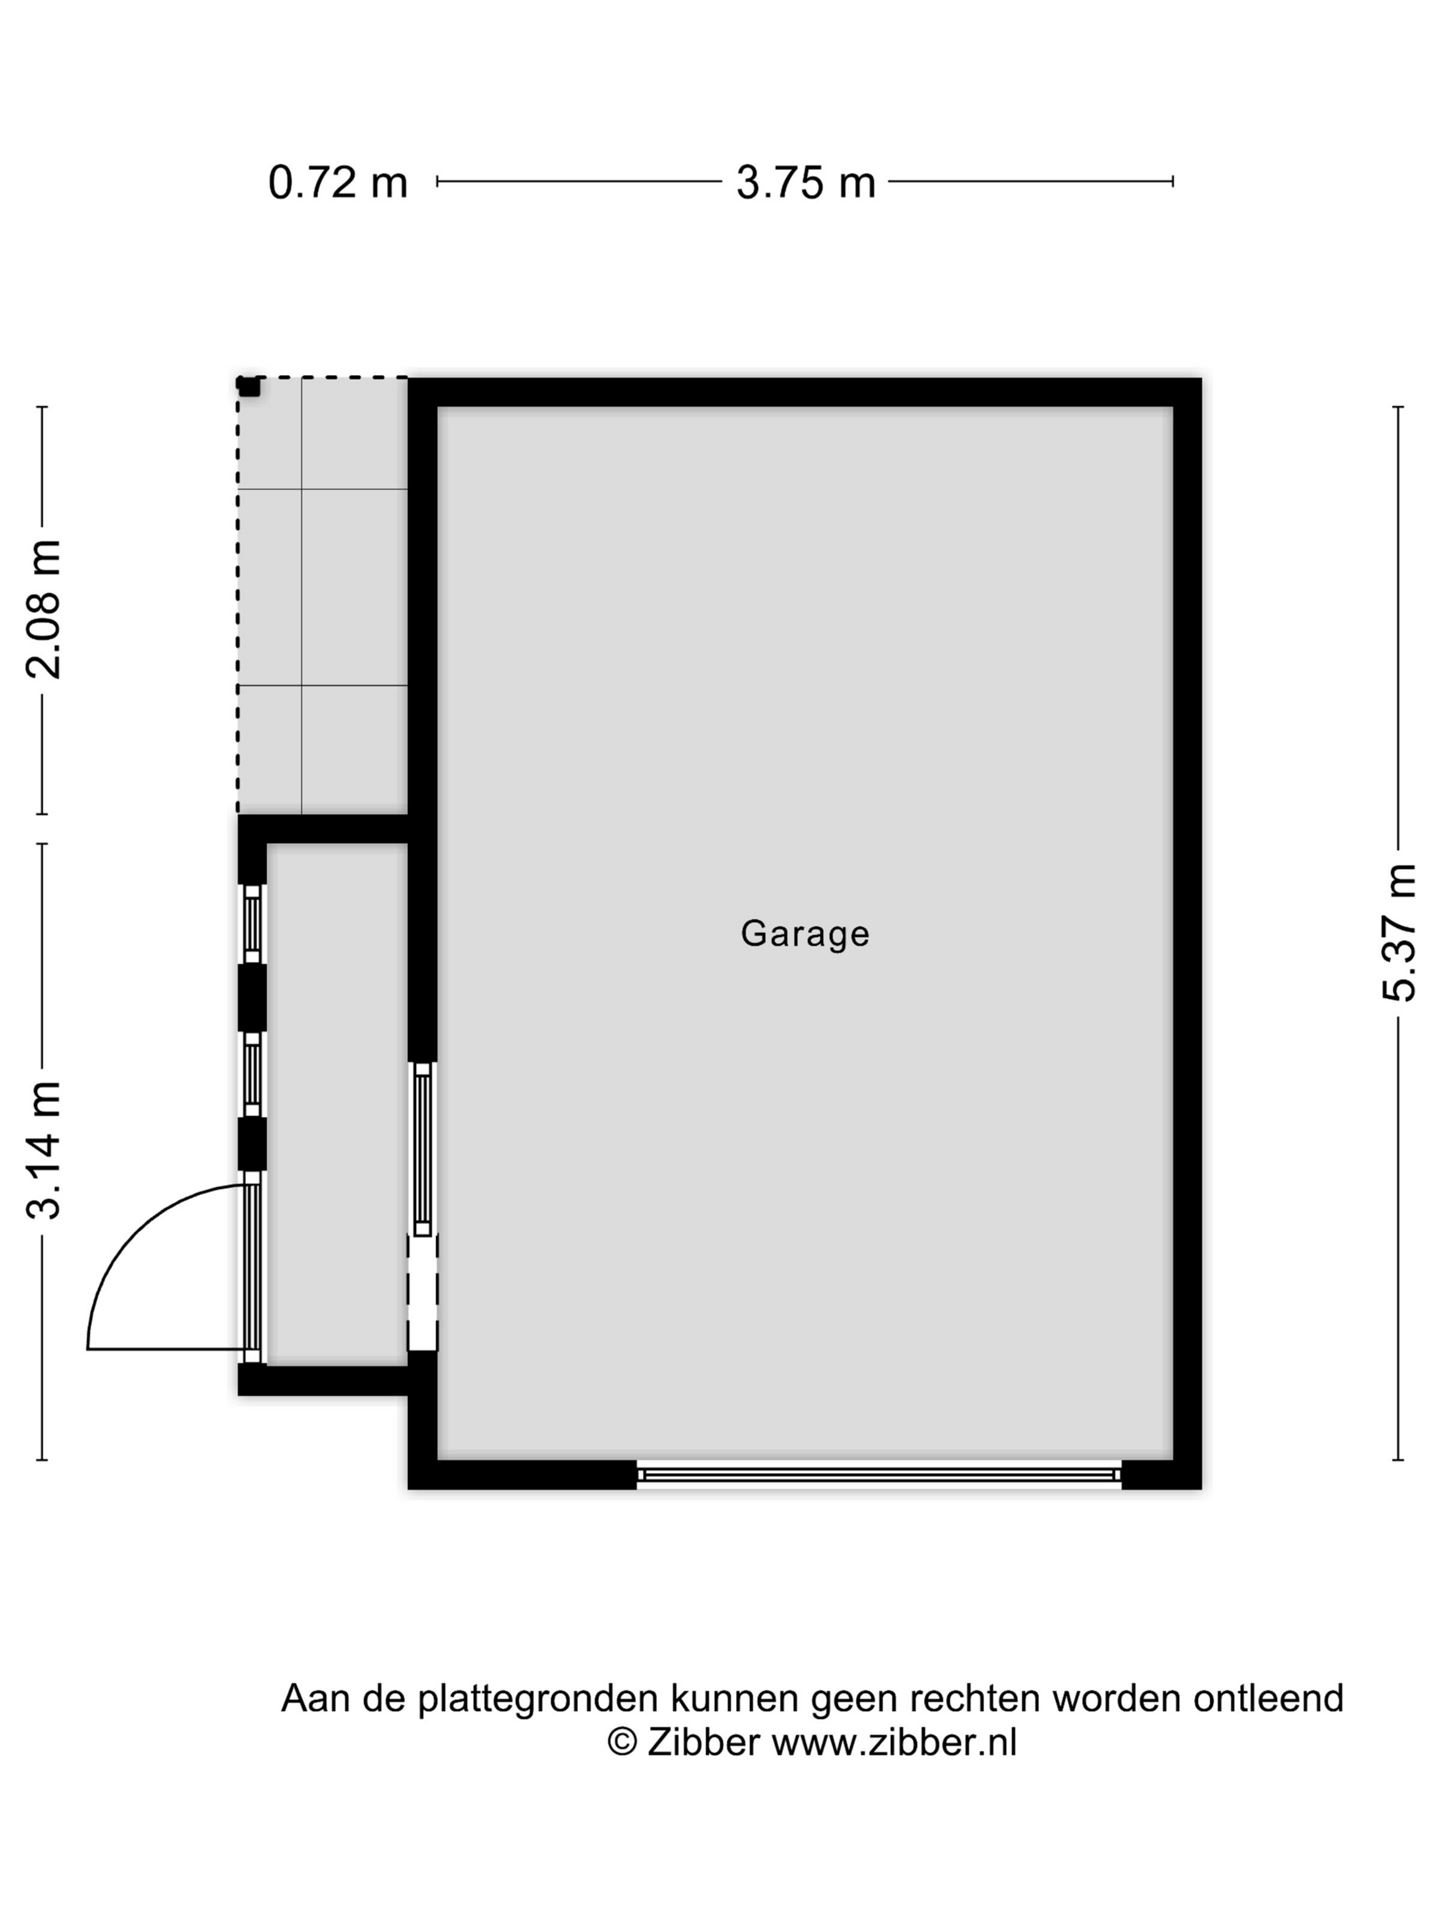 0.72 m
3.75 m
2.08 m
Garage
5.37 m
3.14 m
Aan de plattegronden kunnen geen rechten worden ontleend
© Zibber www.zibber.nl